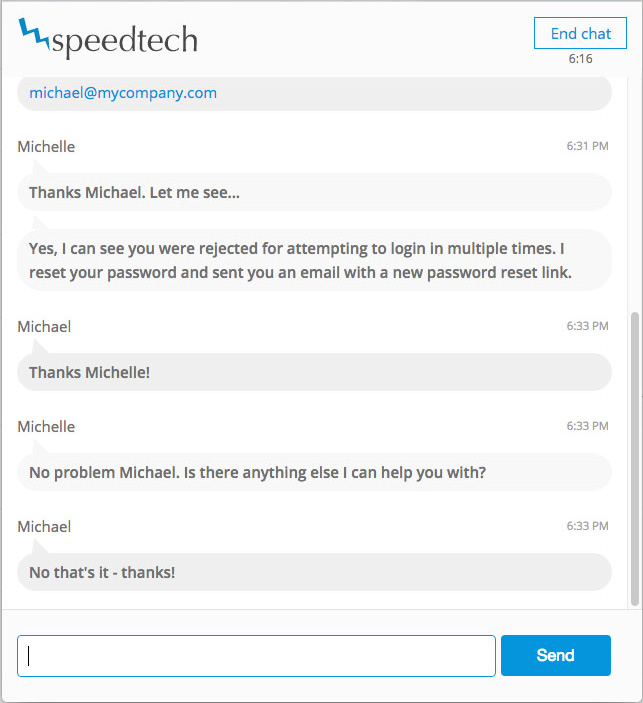 speedtech
End chat
6:16
michael@mycompany.com
Michelle
6:31 PM
Thanks Michael. Let me see...
Yes, I can see you were rejected for attempting to login in multiple times. I
reset your password and sent you an email with a new password reset link.
Michael
6:33 PM
Thanks Michelle!
Michelle
6:33 PM
No problem Michael. Is there anything else I can help you with?
Michael
6:33 PM
No that's it - thanks!
Send